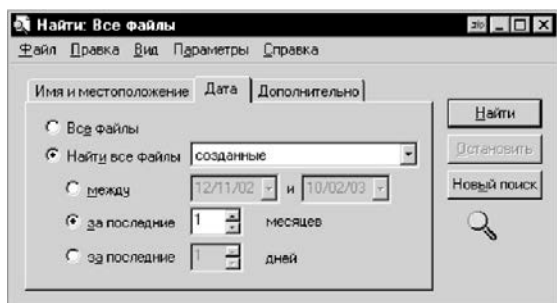 Найти: Все файлы
Файл Правка Вид Параметры Справка
Имя и местоположение Дата Дополнительно
Все файлы
Найти все файлы созданные
между 12/11/02 и 10/02/03
за последние 1 месяцев
за последние 1 дней
Найти
Остановить
Новый поиск